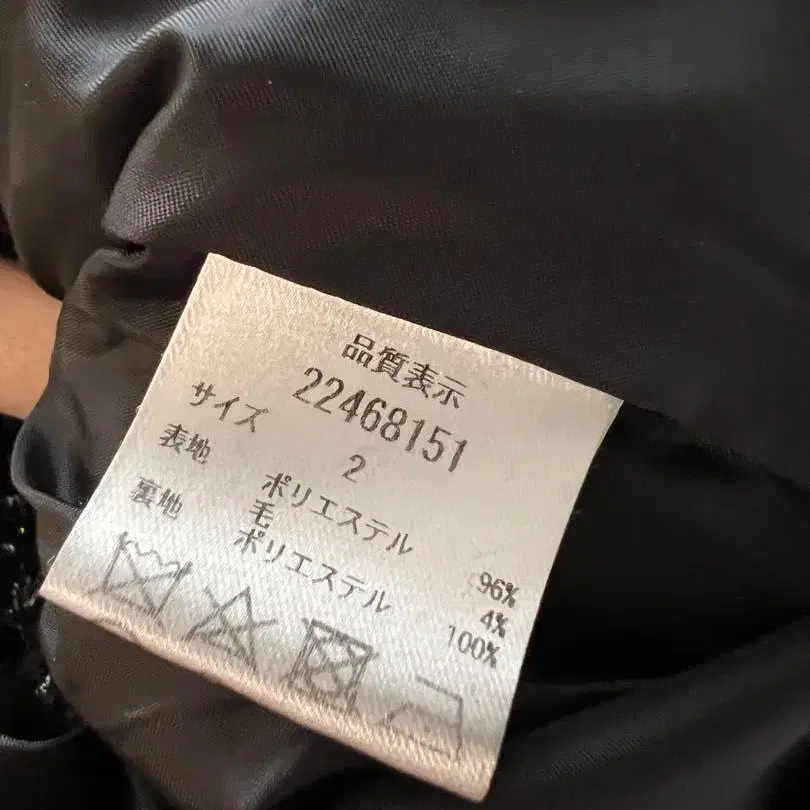 品質表示
22468151
サイズ 2
表地 ポリエステル 96%
毛 4%
裏地 ポリエステル 100%